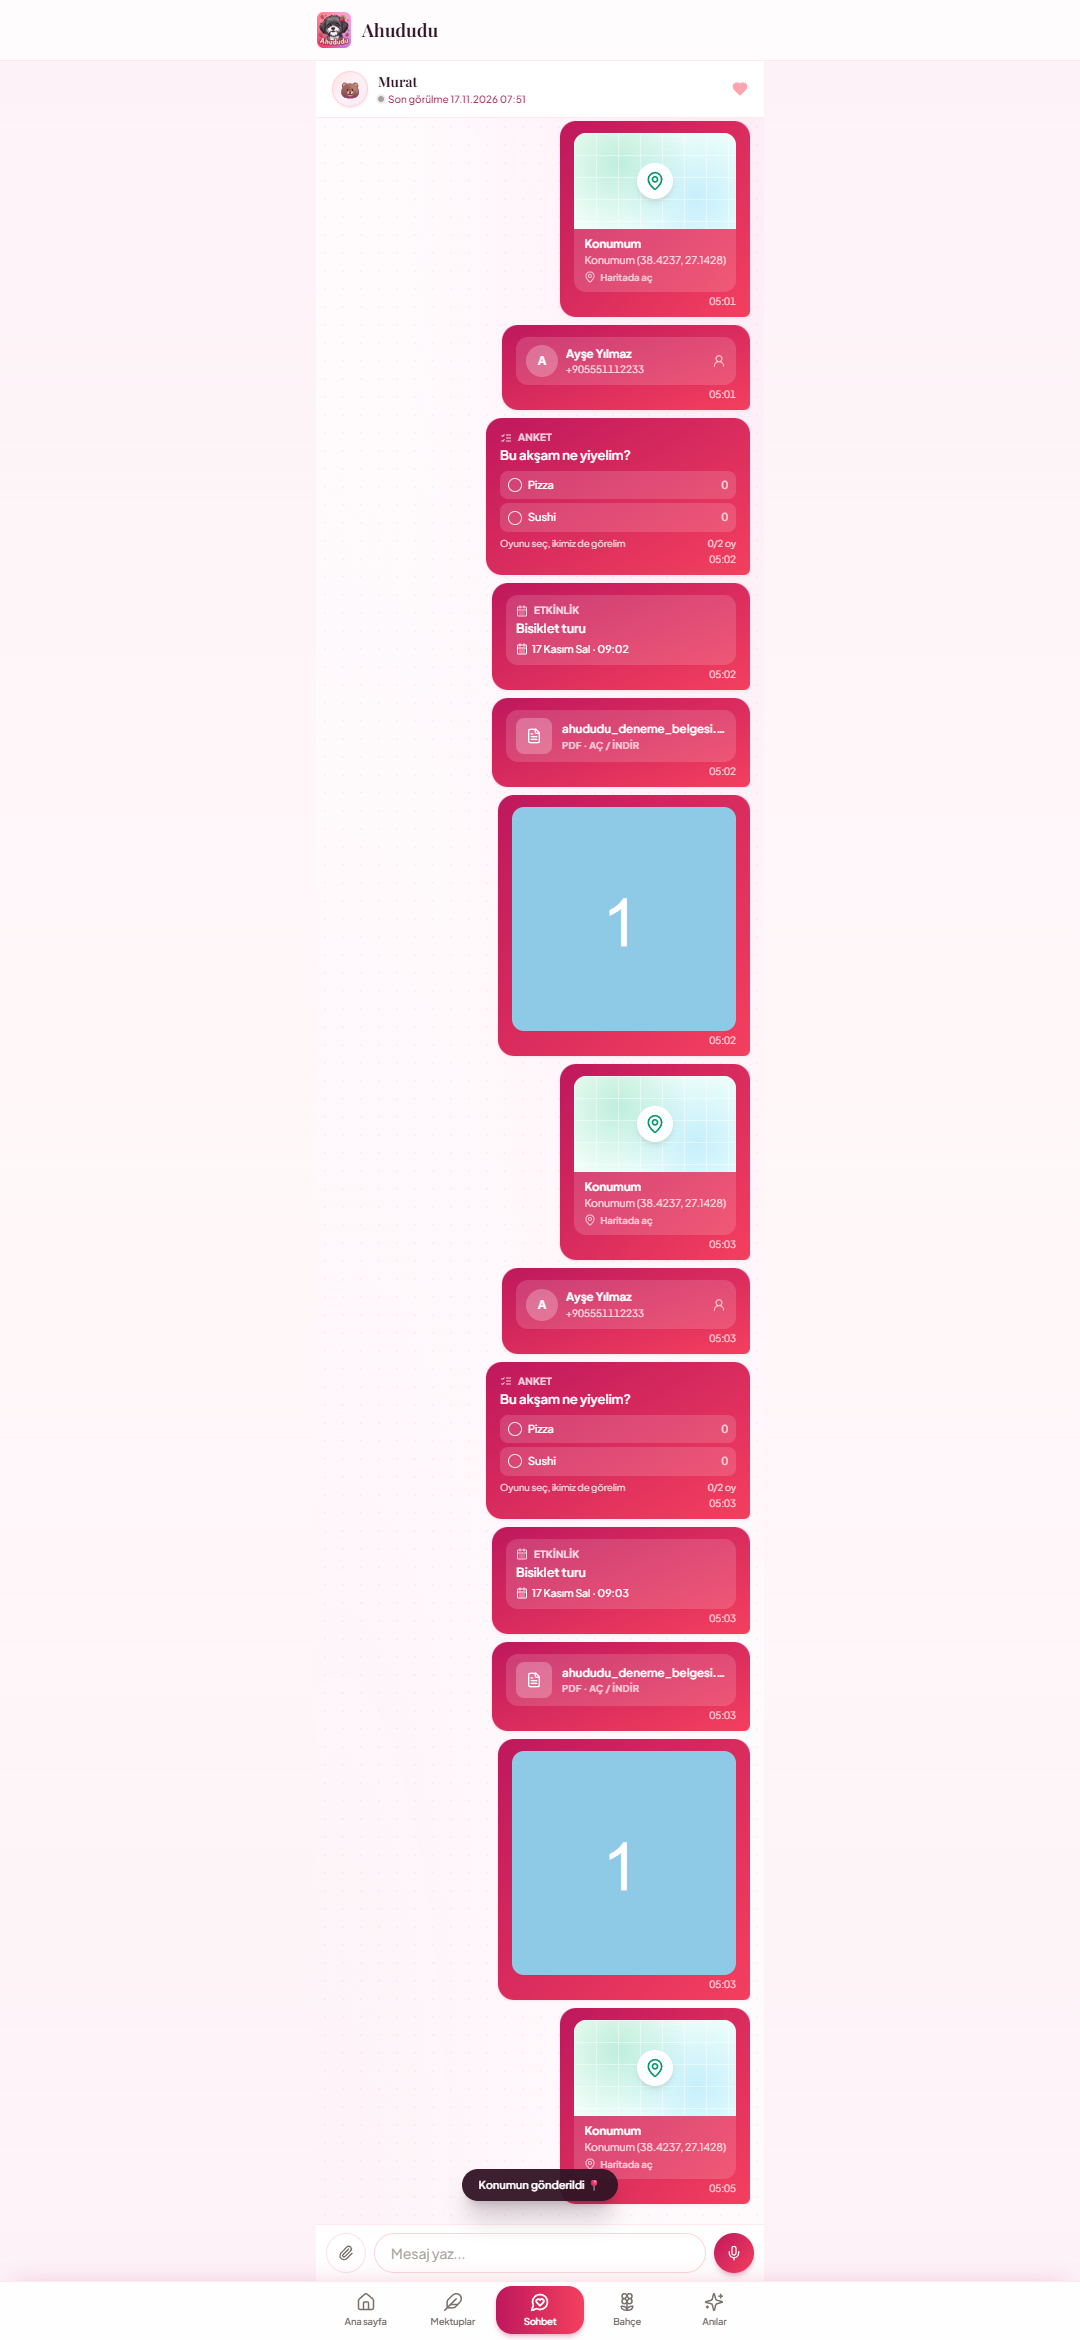 Ahududu
Ahududu
Murat
Son görülme 17.11.2026 07:51
Konumum
Konumum (38.4237, 27.1428)
Haritada aç
05:01
A
Ayşe Yılmaz
+905551112233
05:01
ANKET
Bu akşam ne yiyelim?
Pizza 0
Sushi 0
Oyunu seç, ikimiz de görelim 0/2 oy
05:02
ETKİNLİK
Bisiklet turu
17 Kasım Sal · 09:02
05:02
ahududu_deneme_belgesi....
PDF · AÇ / İNDİR
05:02
1
05:02
Konumum
Konumum (38.4237, 27.1428)
Haritada aç
05:03
A
Ayşe Yılmaz
+905551112233
05:03
ANKET
Bu akşam ne yiyelim?
Pizza 0
Sushi 0
Oyunu seç, ikimiz de görelim 0/2 oy
05:03
ETKİNLİK
Bisiklet turu
17 Kasım Sal · 09:03
05:03
ahududu_deneme_belgesi....
PDF · AÇ / İNDİR
05:03
1
05:03
Konumum
Konumum (38.4237, 27.1428)
Haritada aç
05:05
Konumun gönderildi 📍
Mesaj yaz...
Ana sayfa
Mektuplar
Sohbet
Bahçe
Anılar